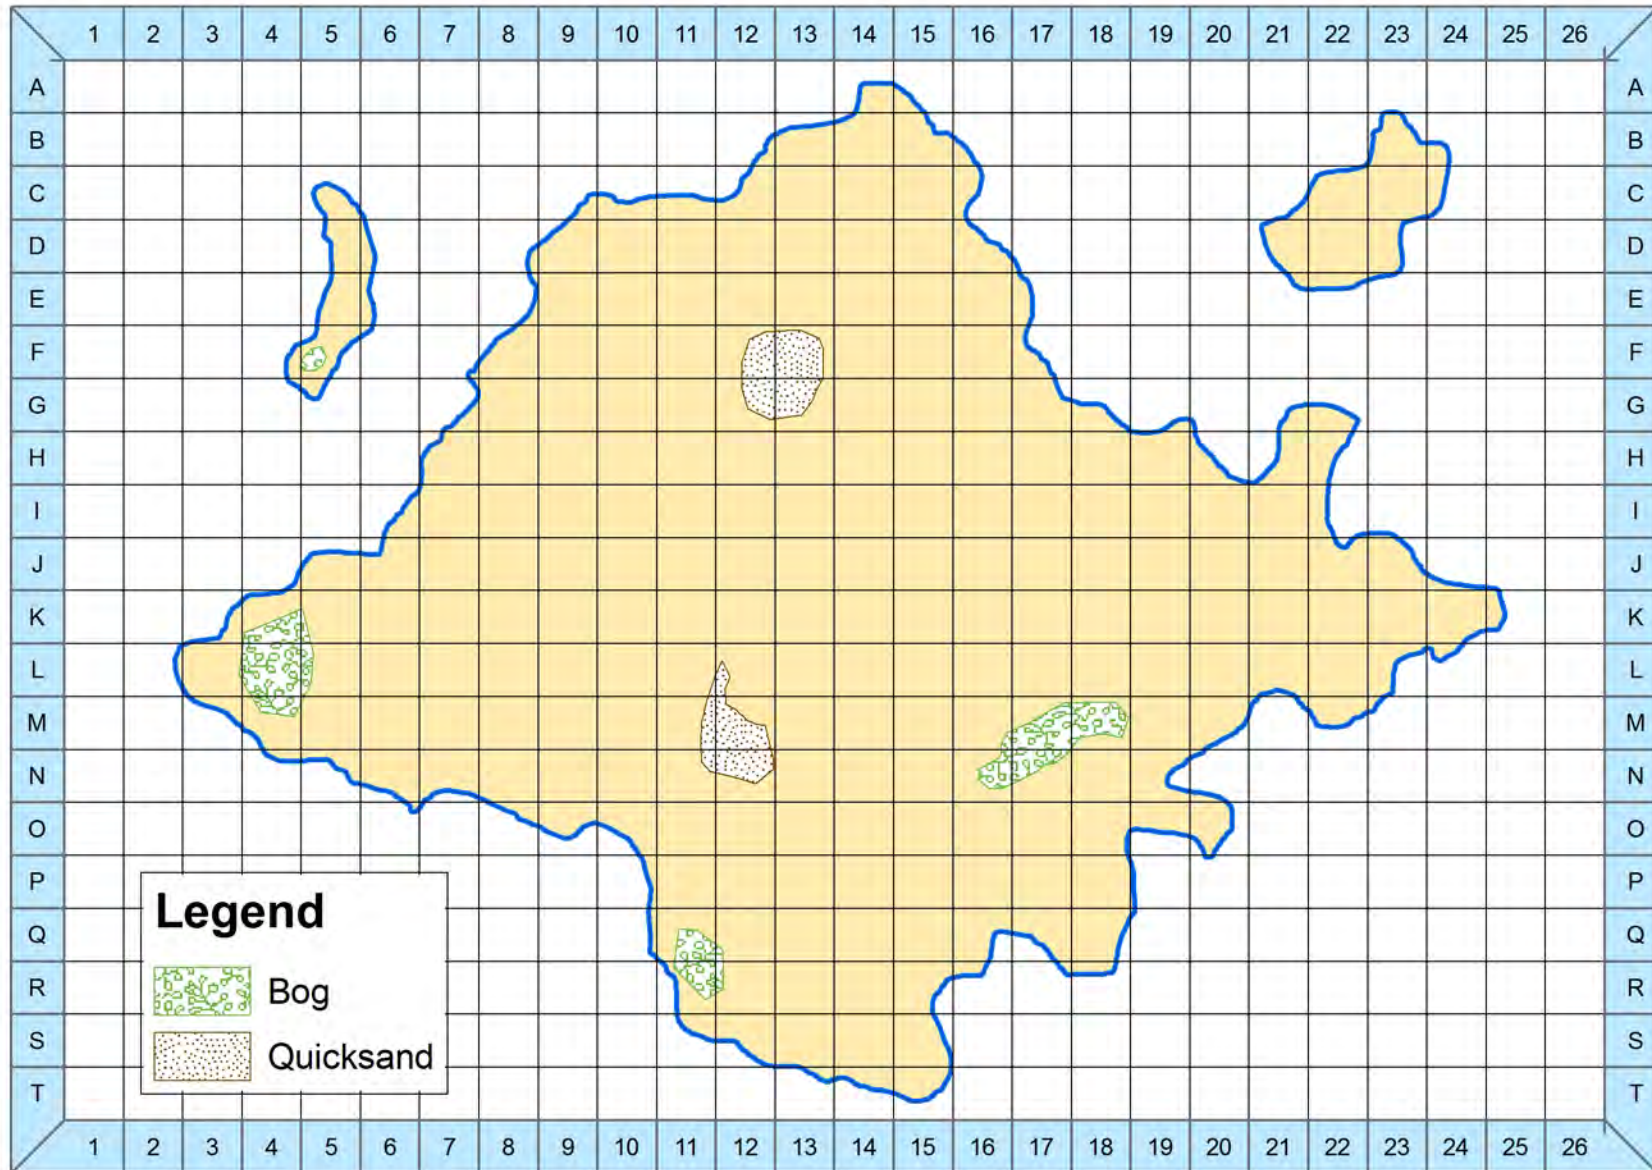 1 2 3 4 5 6 7 8 9 10 11 12 13 14 15 16 17 18 19 20 21 22 23 24 25 26
A A
B B
C C
D D
E E
F F
G G
H H
I I
J J
K K
L L
M M
N N
O O
P P
Q Q
R R
S S
T T
Legend
Bog
Quicksand
1 2 3 4 5 6 7 8 9 10 11 12 13 14 15 16 17 18 19 20 21 22 23 24 25 26